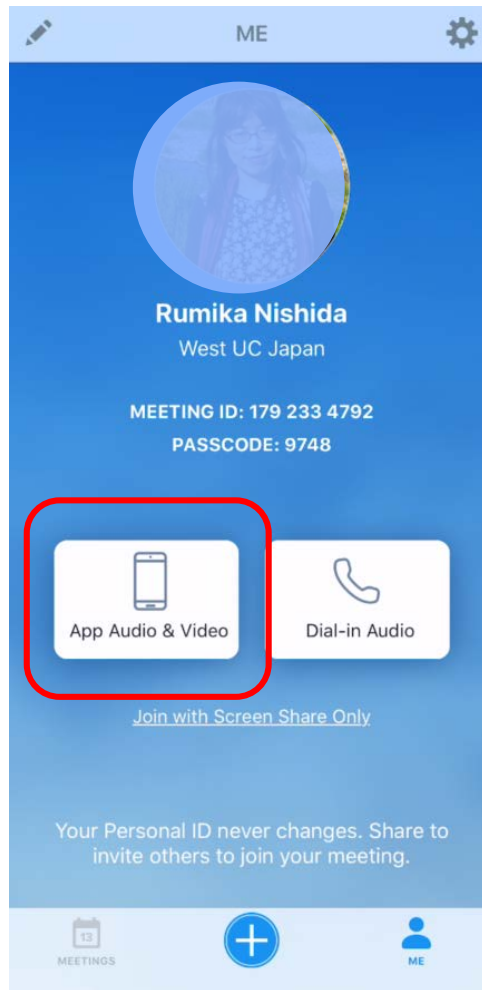 ME
Rumika Nishida
West UC Japan
MEETING ID: 179 233 4792
PASSCODE: 9748
App Audio & Video
Dial-in Audio
Join with Screen Share Only
Your Personal ID never changes. Share to
invite others to join your meeting.
13
MEETINGS
ME